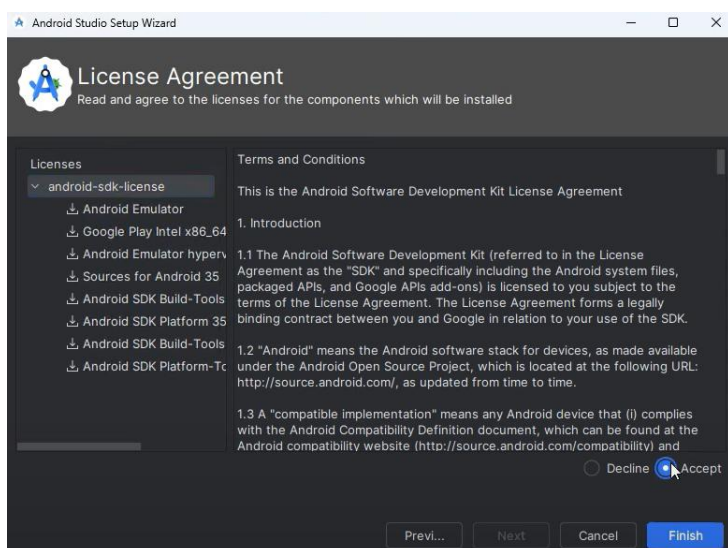 Android Studio Setup Wizard
License Agreement
Read and agree to the licenses for the components which will be installed
Licenses
android-sdk-license
Android Emulator
Google Play Intel x86_64
Android Emulator hyperv
Sources for Android 35
Android SDK Build-Tools
Android SDK Platform 35
Android SDK Build-Tools
Android SDK Platform-Tc
Terms and Conditions
This is the Android Software Development Kit License Agreement
1. Introduction
1.1 The Android Software Development Kit (referred to in the License
Agreement as the "SDK" and specifically including the Android system files,
packaged APIs, and Google APIs add-ons) is licensed to you subject to the
terms of the License Agreement. The License Agreement forms a legally
binding contract between you and Google in relation to your use of the SDK.
1.2 "Android" means the Android software stack for devices, as made available
under the Android Open Source Project, which is located at the following URL:
http://source.android.com/, as updated from time to time.
1.3 A "compatible implementation" means any Android device that (i) complies
with the Android Compatibility Definition document, which can be found at the
Android compatibility website (http://source.android.com/compatibility) and
Decline Accept
Previ... Next Cancel Finish